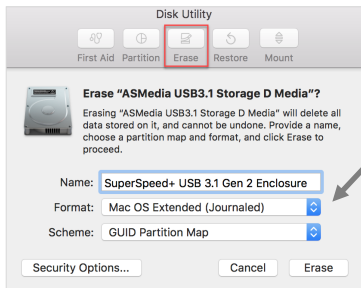 Disk Utility
First Aid Partition Erase Restore Mount
Erase “ASMedia USB3.1 Storage D Media”?
Erasing “ASMedia USB3.1 Storage D Media” will delete all
data stored on it, and cannot be undone. Provide a name,
choose a partition map and format, and click Erase to
proceed.
Name: SuperSpeed+ USB 3.1 Gen 2 Enclosure
Format: Mac OS Extended (Journaled)
Scheme: GUID Partition Map
Security Options... Cancel Erase